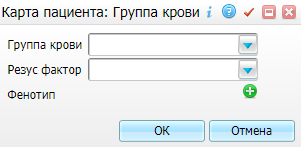 Карта пациента: Группа крови
Группа крови
Резус фактор
Фенотип
ОК Отмена